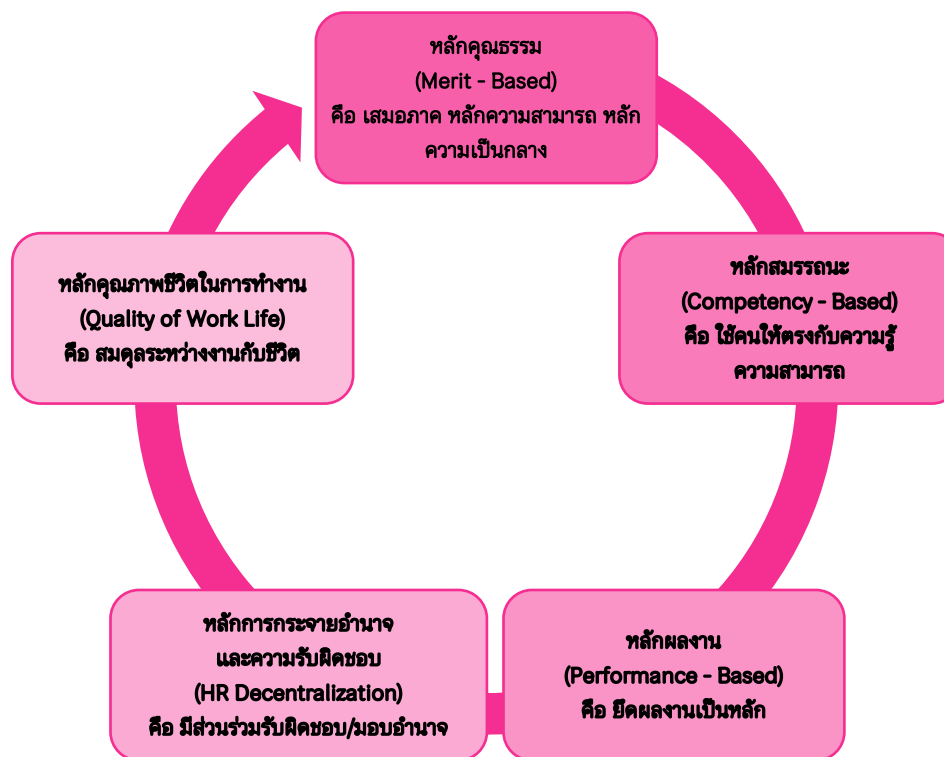 หลักคุณธรรม
(Merit - Based)
คือ เสมอภาค หลักความสามารถ หลัก
ความเป็นกลาง
หลักสมรรถนะ
(Competency - Based)
คือ ใช้คนให้ตรงกับความรู้
ความสามารถ
หลักผลงาน
(Performance - Based)
คือ ยึดผลงานเป็นหลัก
หลักการกระจายอำนาจ
และความรับผิดชอบ
(HR Decentralization)
คือ มีส่วนร่วมรับผิดชอบ/มอบอำนาจ
หลักคุณภาพชีวิตในการทำงาน
(Quality of Work Life)
คือ สมดุลระหว่างงานกับชีวิต